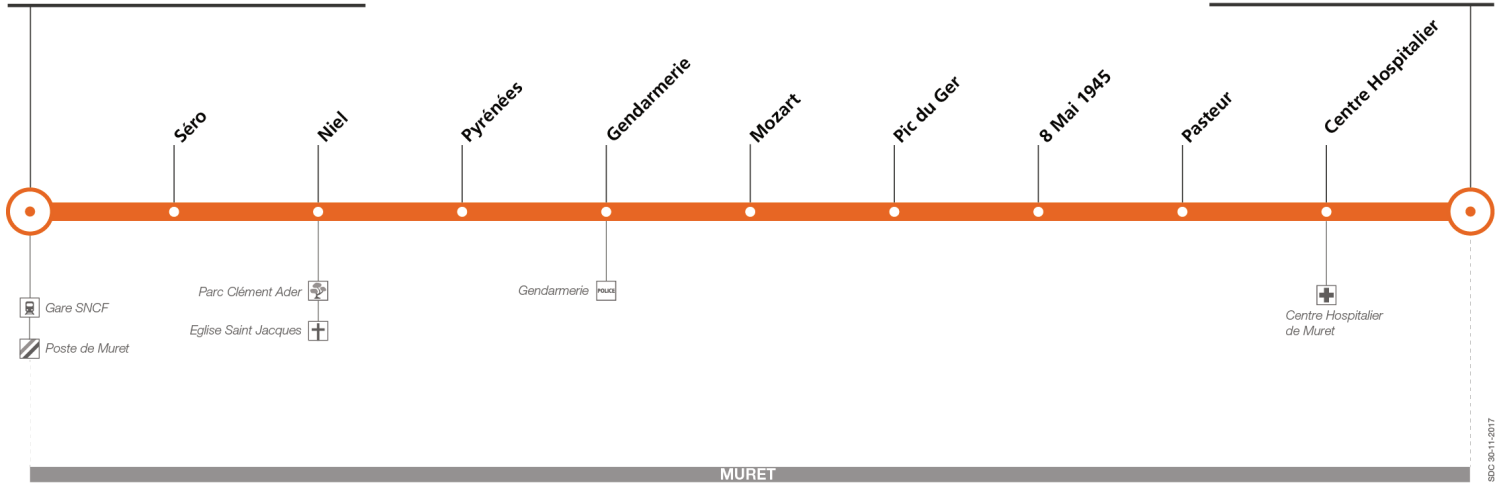 Séro
Niel
Pyrénées
Gendarmerie
Mozart
Pic du Ger
8 Mai 1945
Pasteur
Centre Hospitalier
Gare SNCF
Poste de Muret
Parc Clément Ader
Eglise Saint Jacques
Gendarmerie
POLICE
Centre Hospitalier
de Muret
MURET
SDC 30-11-2017